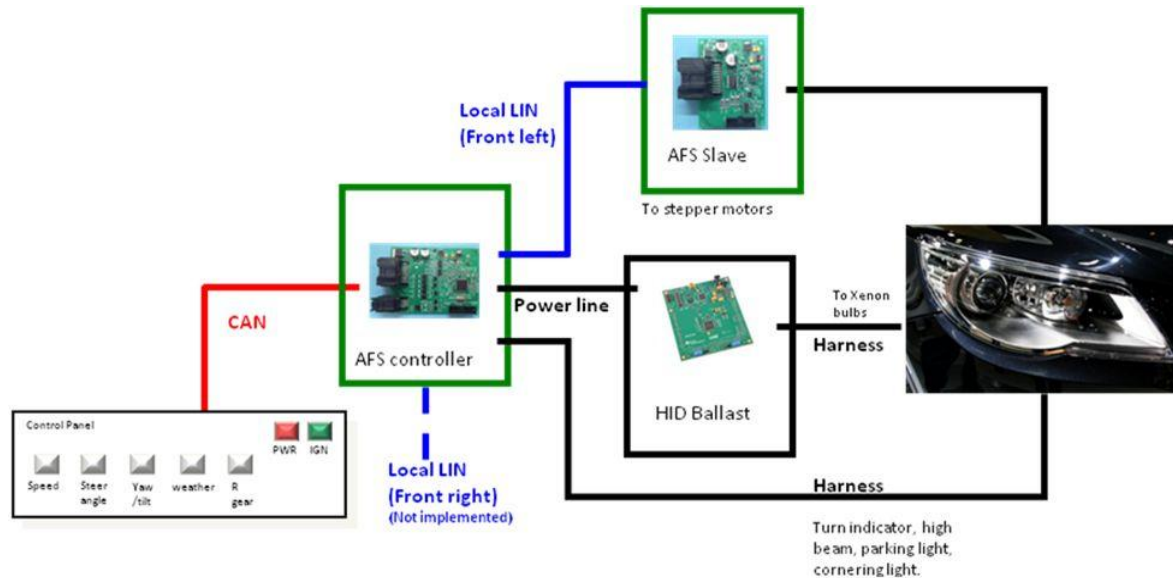 Local LIN
(Front left)
AFS Slave
To stepper motors
CAN
AFS controller
Power line
HID Ballast
To Xenon
bulbs
Harness
Control Panel
PWR IGN
Speed
Steer
angle
Yaw
/tilt
weather
R
gear
Local LIN
(Front right)
(Not implemented)
Harness
Turn indicator, high
beam, parking light,
cornering light.